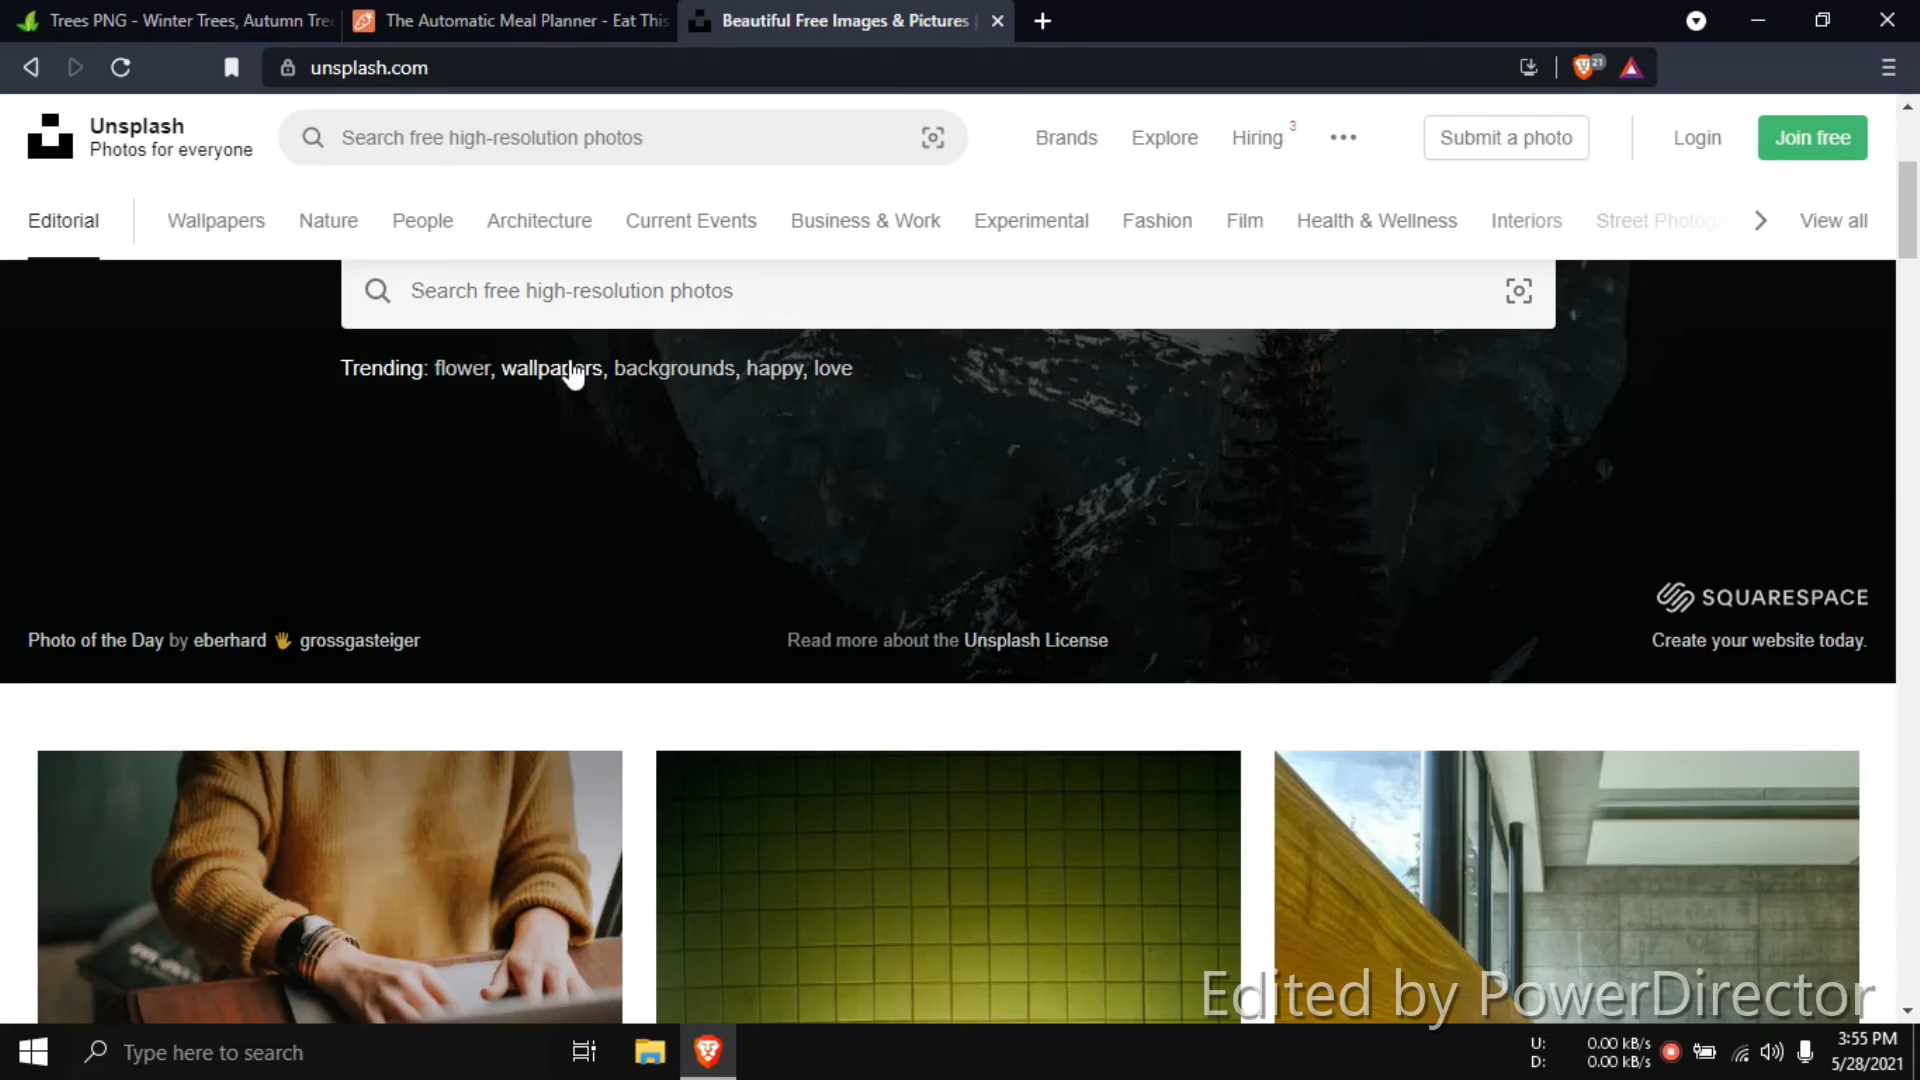 Trees PNG - Winter Trees, Autumn Tree
The Automatic Meal Planner - Eat This
Beautiful Free Images & Pictures |
unsplash.com
21
Unsplash
Photos for everyone
Search free high-resolution photos
Brands
Explore
Hiring 3
Submit a photo
Login
Join free
Editorial
Wallpapers
Nature
People
Architecture
Current Events
Business & Work
Experimental
Fashion
Film
Health & Wellness
Interiors
Street Photog
View all
Search free high-resolution photos
Trending: flower, wallpapers, backgrounds, happy, love
SQUARESPACE
Photo of the Day by eberhard 🖐 grossgasteiger
Read more about the Unsplash License
Create your website today.
Edited by PowerDirector
Type here to search
U: 0.00 kB/s
D: 0.00 kB/s
3:55 PM
5/28/2021